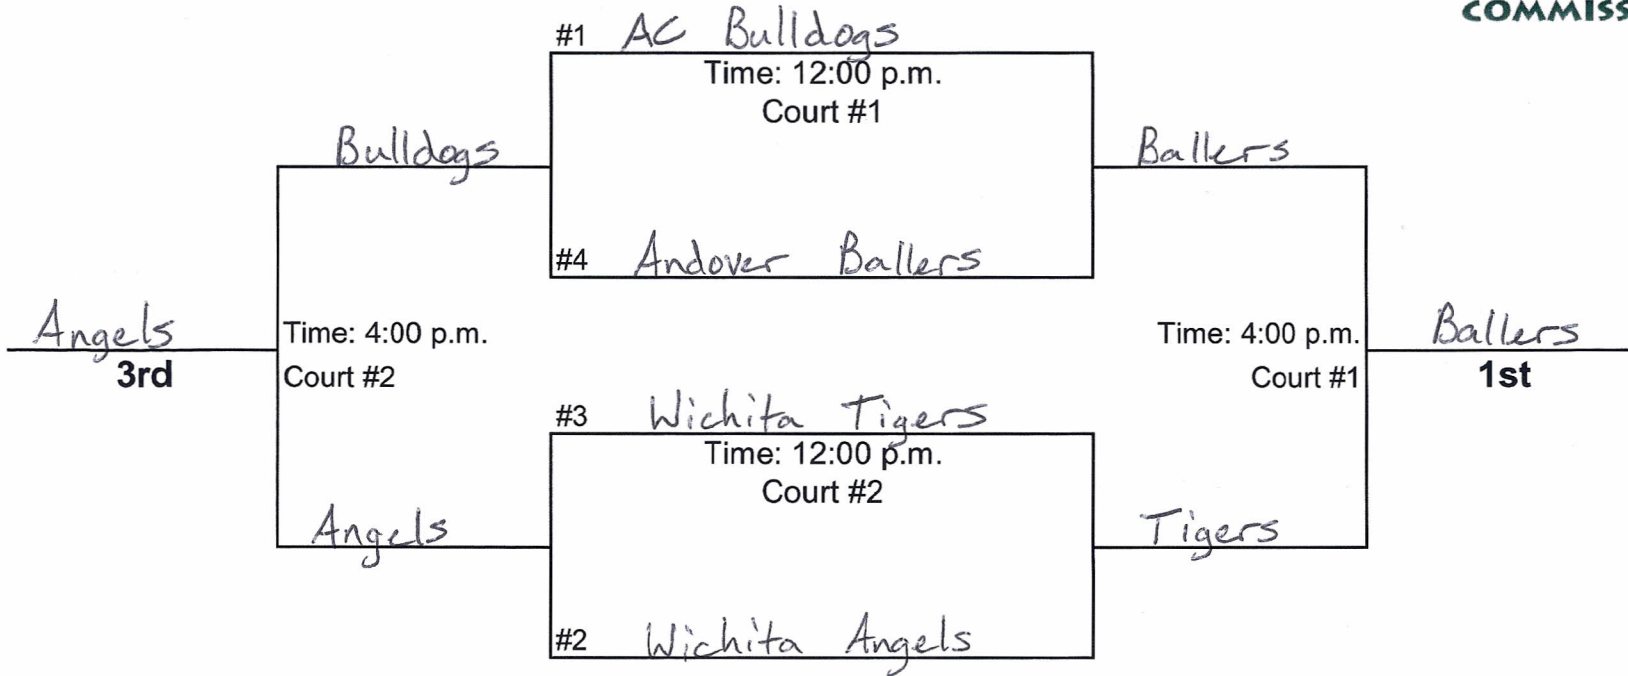 COMMISS
#1 AC Bulldogs
Time: 12:00 p.m.
Court #1
Bulldogs
Ballers
#4 Andover Ballers
Angels
3rd
Time: 4:00 p.m.
Court #2
Time: 4:00 p.m.
Court #1
Ballers
1st
#3 Wichita Tigers
Time: 12:00 p.m.
Court #2
Angels
Tigers
#2 Wichita Angels